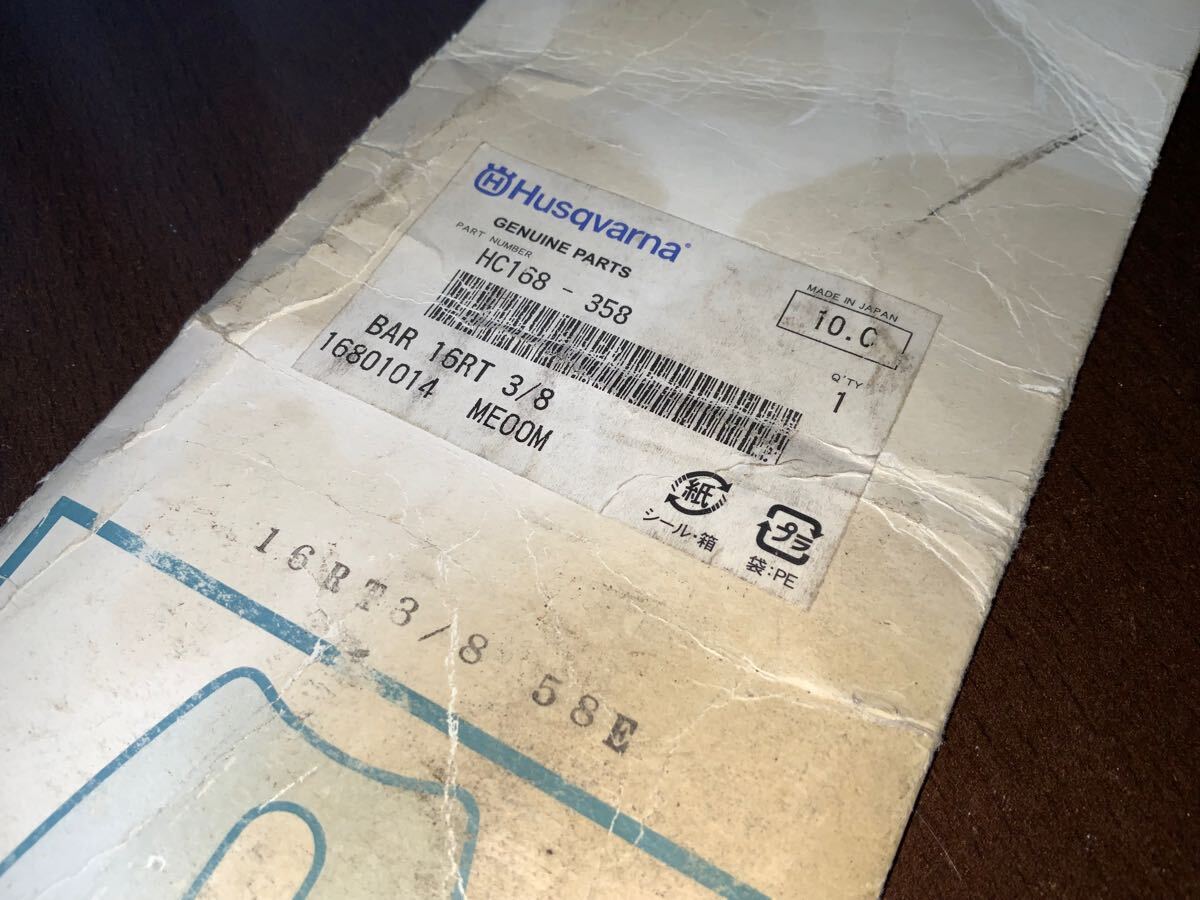 Husqvarna
GENUINE PARTS
PART NUMBER
HC168 - 358
MADE IN JAPAN
10.C
BAR 16RT 3/8
Q'TY
1
16801014 ME00M
紙
シール・箱
プラ
袋:PE
16RT3/8 58E